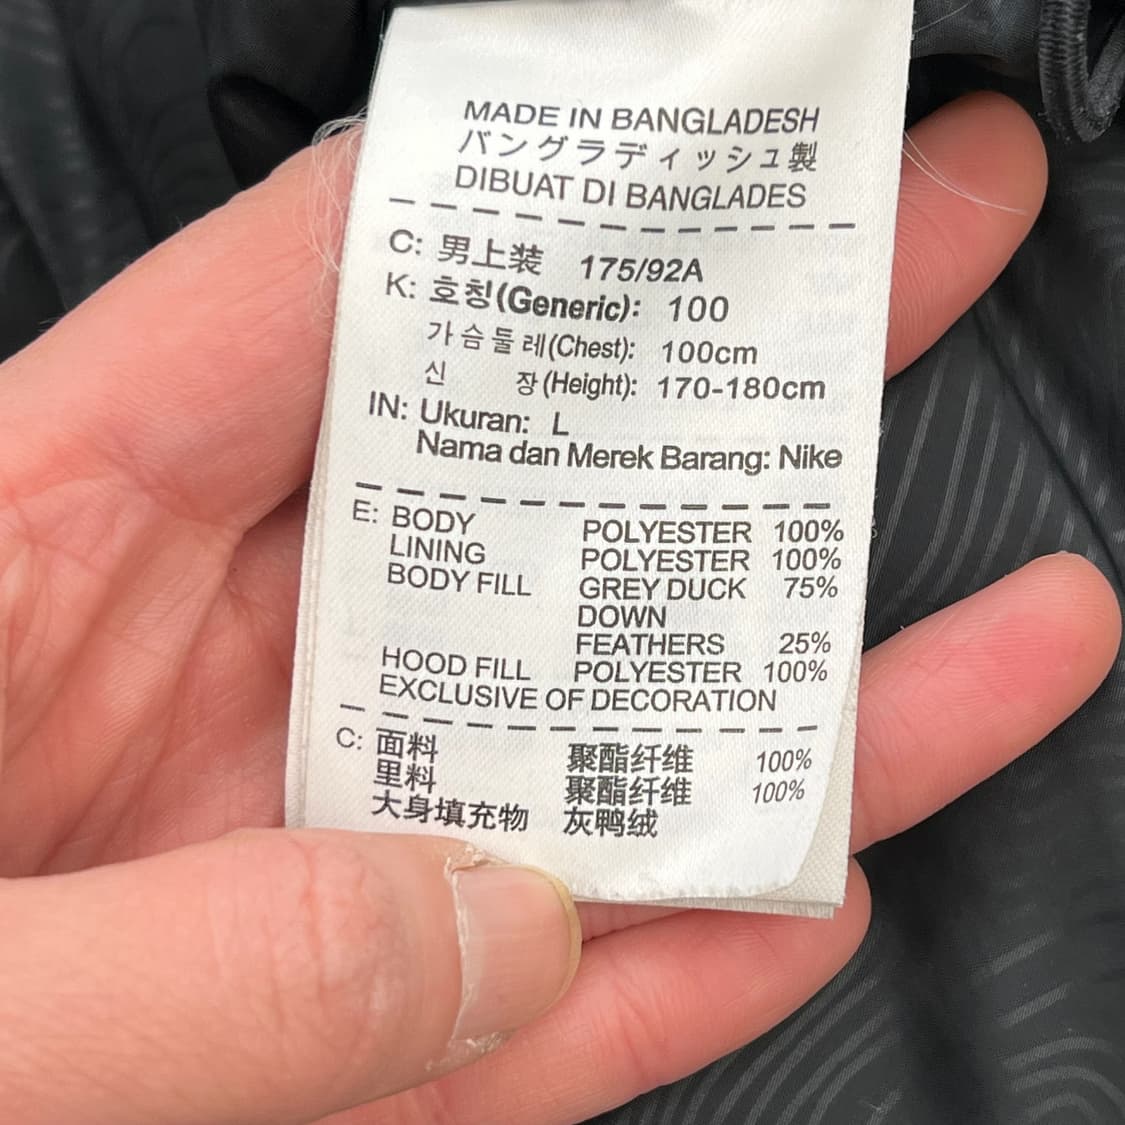 MADE IN BANGLADESH
バングラディッシュ製
DIBUAT DI BANGLADES
C: 男上装 175/92A
K: 호칭(Generic): 100
가슴둘레(Chest): 100cm
신 장(Height): 170-180cm
IN: Ukuran: L
Nama dan Merek Barang: Nike
E: BODY POLYESTER 100%
LINING POLYESTER 100%
BODY FILL GREY DUCK 75%
DOWN
FEATHERS 25%
HOOD FILL POLYESTER 100%
EXCLUSIVE OF DECORATION
C: 面料 聚酯纤维 100%
里料 聚酯纤维 100%
大身填充物 灰鸭绒